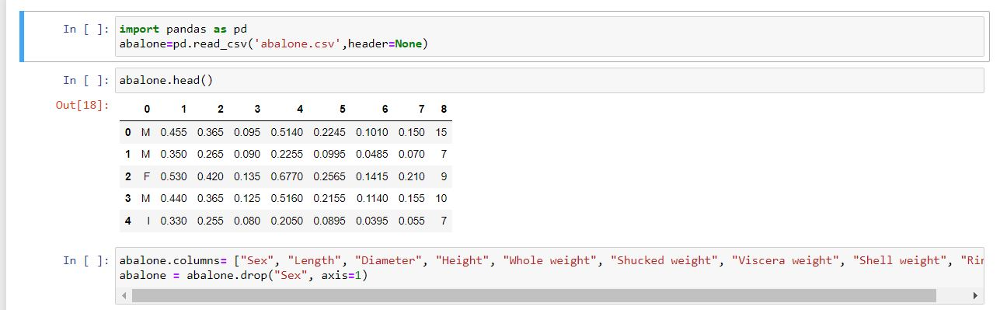 In [ ]: import pandas as pd
abalone=pd.read_csv('abalone.csv',header=None)
In [ ]: abalone.head()
Out[18]:
0 1 2 3 4 5 6 7 8
0 M 0.455 0.365 0.095 0.5140 0.2245 0.1010 0.150 15
1 M 0.350 0.265 0.090 0.2255 0.0995 0.0485 0.070 7
2 F 0.530 0.420 0.135 0.6770 0.2565 0.1415 0.210 9
3 M 0.440 0.365 0.125 0.5160 0.2155 0.1140 0.155 10
4 I 0.330 0.255 0.080 0.2050 0.0895 0.0395 0.055 7
In [ ]: abalone.columns= ["Sex", "Length", "Diameter", "Height", "Whole weight", "Shucked weight", "Viscera weight", "Shell weight",
abalone = abalone.drop("Sex", axis=1)